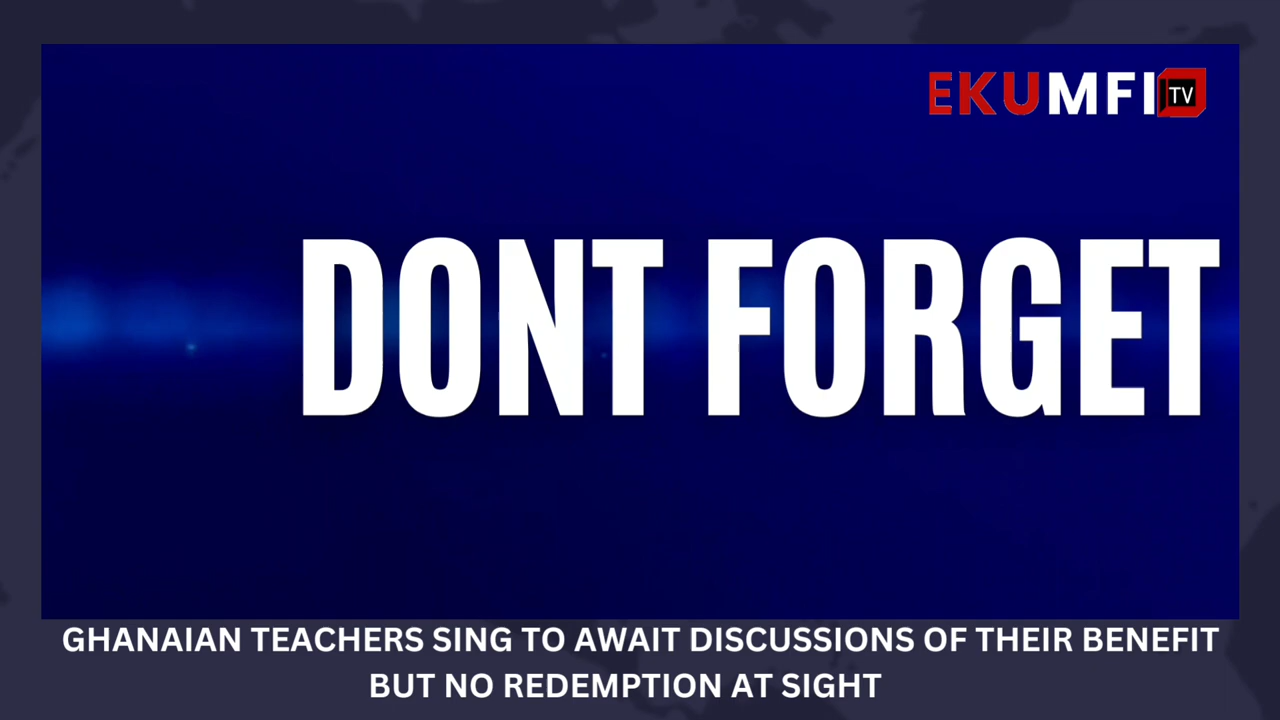 EKUMFI TV
DONT FORGET
GHANAIAN TEACHERS SING TO AWAIT DISCUSSIONS OF THEIR BENEFIT
BUT NO REDEMPTION AT SIGHT